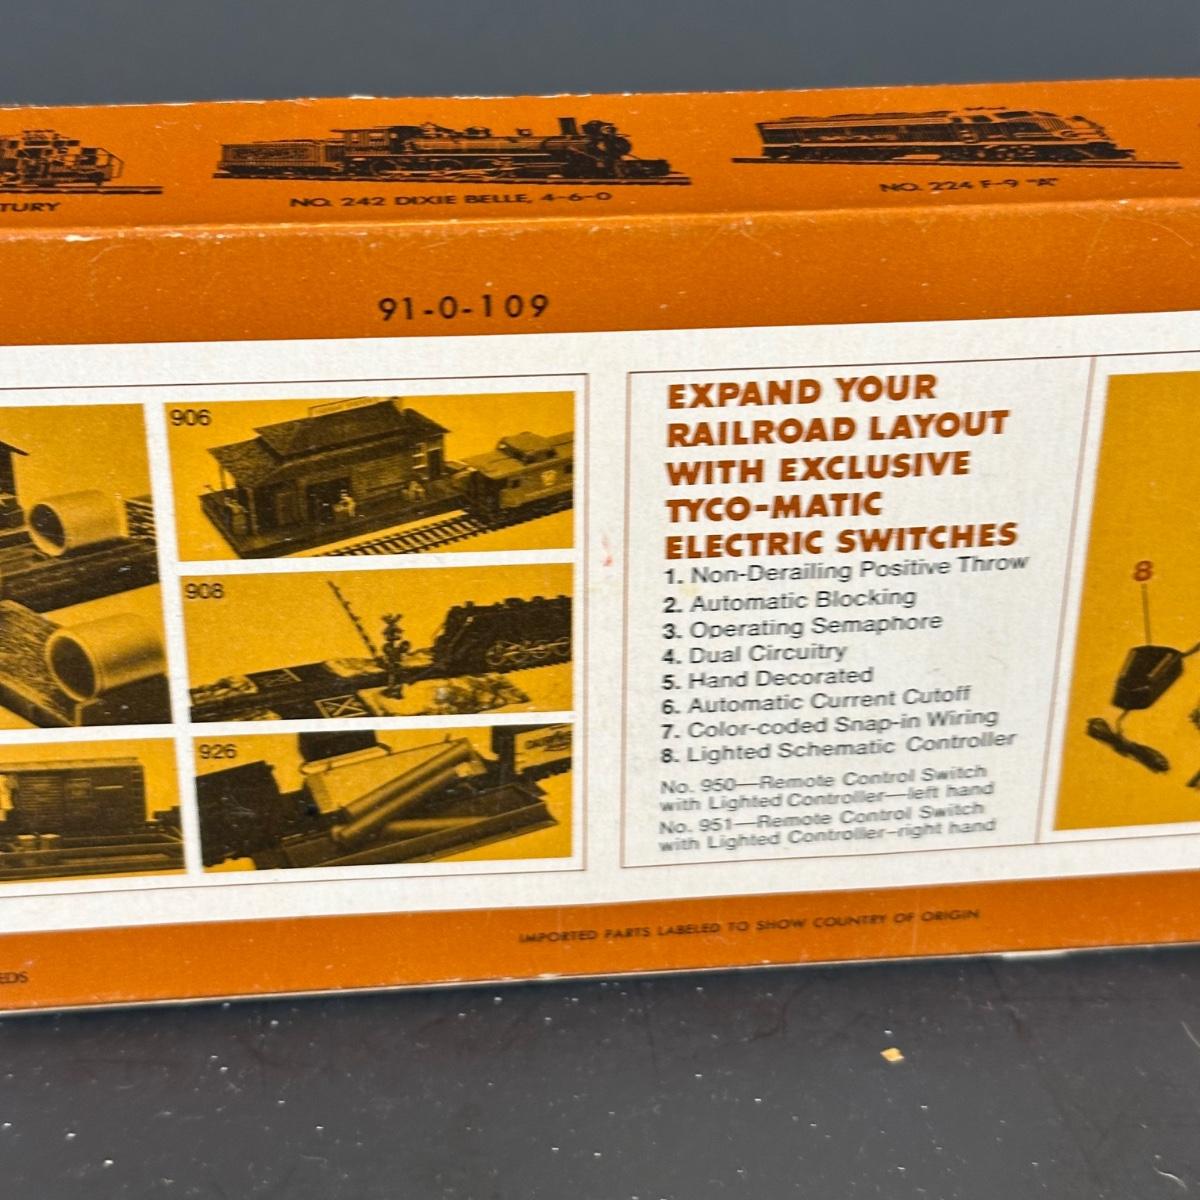 TURY
NO. 242 DIXIE BELLE, 4-6-0
NO. 224 F-9 "A"
91-0-109
906
908
926
EXPAND YOUR
RAILROAD LAYOUT
WITH EXCLUSIVE
TYCO-MATIC
ELECTRIC SWITCHES
1. Non-Derailing Positive Throw
2. Automatic Blocking
3. Operating Semaphore
4. Dual Circuitry
5. Hand Decorated
6. Automatic Current Cutoff
7. Color-coded Snap-in Wiring
8. Lighted Schematic Controller
No. 950—Remote Control Switch
with Lighted Controller—left hand
No. 951—Remote Control Switch
with Lighted Controller—right hand
8
IMPORTED PARTS LABELED TO SHOW COUNTRY OF ORIGIN
EDS